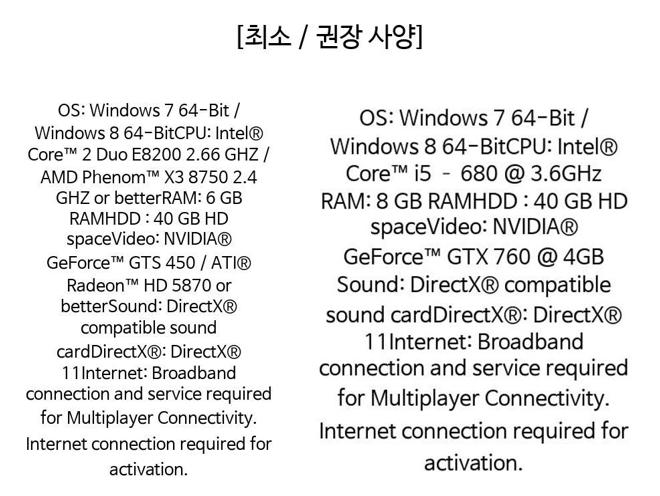 [최소 / 권장 사양]
OS: Windows 7 64-Bit /
Windows 8 64-BitCPU: Intel®
Core™ 2 Duo E8200 2.66 GHZ /
AMD Phenom™ X3 8750 2.4
GHZ or betterRAM: 6 GB
RAMHDD : 40 GB HD
spaceVideo: NVIDIA®
GeForce™ GTS 450 / ATI®
Radeon™ HD 5870 or
betterSound: DirectX®
compatible sound
cardDirectX®: DirectX®
11Internet: Broadband
connection and service required
for Multiplayer Connectivity.
Internet connection required for
activation.
OS: Windows 7 64-Bit /
Windows 8 64-BitCPU: Intel®
Core™ i5 - 680 @ 3.6GHz
RAM: 8 GB RAMHDD : 40 GB HD
spaceVideo: NVIDIA®
GeForce™ GTX 760 @ 4GB
Sound: DirectX® compatible
sound cardDirectX®: DirectX®
11Internet: Broadband
connection and service required
for Multiplayer Connectivity.
Internet connection required for
activation.